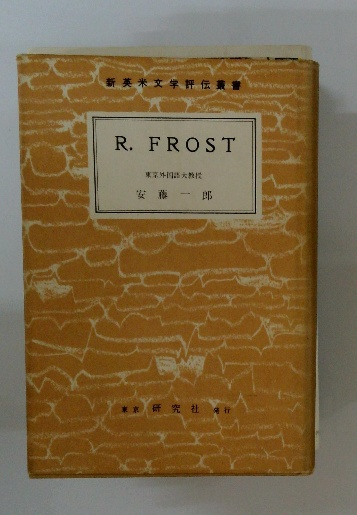 新英米文学評伝叢書
R. FROST
東京外国語大教授
安藤一郎
東京 研究社 発行